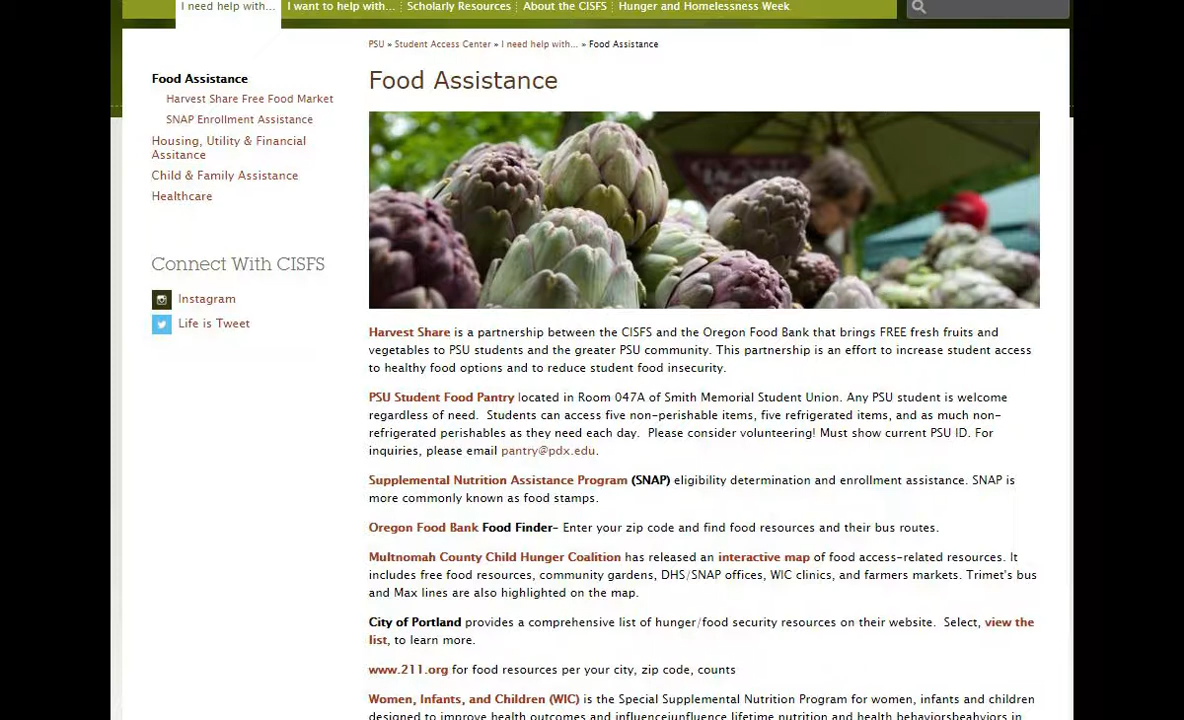 I need help with... I want to help with... Scholarly Resources About the CISFS Hunger and Homelessness Week
PSU » Student Access Center » I need help with... » Food Assistance
Food Assistance
Harvest Share Free Food Market
SNAP Enrollment Assistance
Housing, Utility & Financial
Assitance
Child & Family Assistance
Healthcare
Connect With CISFS
Instagram
Life is Tweet
Food Assistance
Harvest Share is a partnership between the CISFS and the Oregon Food Bank that brings FREE fresh fruits and
vegetables to PSU students and the greater PSU community. This partnership is an effort to increase student access
to healthy food options and to reduce student food insecurity.
PSU Student Food Pantry located in Room 047A of Smith Memorial Student Union. Any PSU student is welcome
regardless of need. Students can access five non-perishable items, five refrigerated items, and as much non-
refrigerated perishables as they need each day. Please consider volunteering! Must show current PSU ID. For
inquiries, please email pantry@pdx.edu.
Supplemental Nutrition Assistance Program (SNAP) eligibility determination and enrollment assistance. SNAP is
more commonly known as food stamps.
Oregon Food Bank Food Finder- Enter your zip code and find food resources and their bus routes.
Multnomah County Child Hunger Coalition has released an interactive map of food access-related resources. It
includes free food resources, community gardens, DHS/SNAP offices, WIC clinics, and farmers markets. Trimet's bus
and Max lines are also highlighted on the map.
City of Portland provides a comprehensive list of hunger/food security resources on their website. Select, view the
list, to learn more.
www.211.org for food resources per your city, zip code, counts
Women, Infants, and Children (WIC) is the Special Supplemental Nutrition Program for women, infants and children
designed to improve health outcomes and influenceiunfluence lifetime nutrition and health behaviorsbeahyiors in